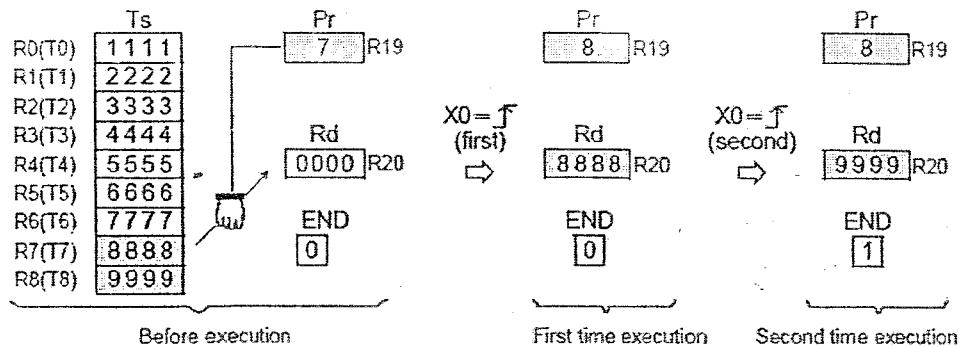 Ts
Pr
Pr
Pr
R0(T0) 1111
7 R19
8 R19
8 R19
R1(T1) 2222
R2(T2) 3333
R3(T3) 4444
X0=
(first)
X0=
(second)
Rd
Rd
Rd
R4(T4) 5555
0000 R20
8888 R20
9999 R20
R5(T5) 6666
R6(T6) 7777
END
END
END
R7(T7) 8888
0
0
1
R8(T8) 9999
Before execution
First time execution
Second time execution